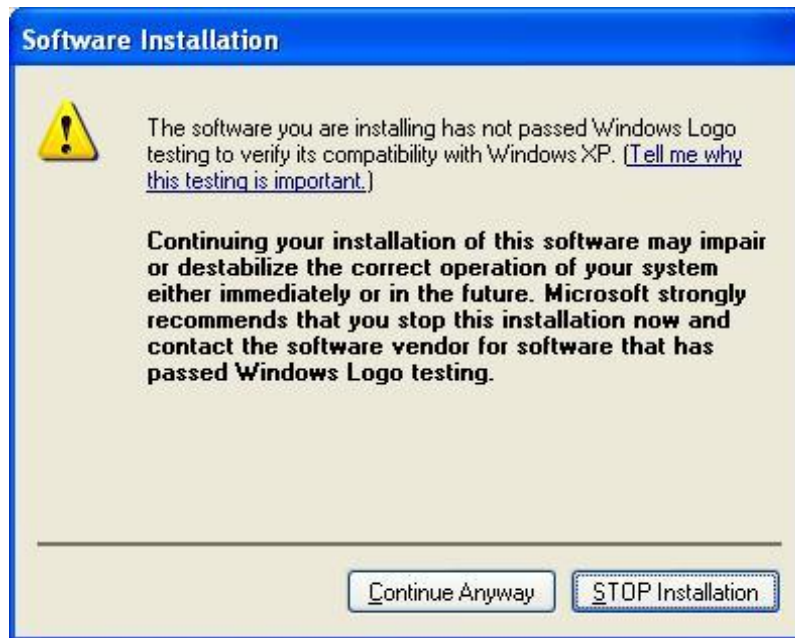 Software Installation
The software you are installing has not passed Windows Logo
testing to verify its compatibility with Windows XP. (Tell me why
this testing is important.)
Continuing your installation of this software may impair
or destabilize the correct operation of your system
either immediately or in the future. Microsoft strongly
recommends that you stop this installation now and
contact the software vendor for software that has
passed Windows Logo testing.
Continue Anyway
STOP Installation